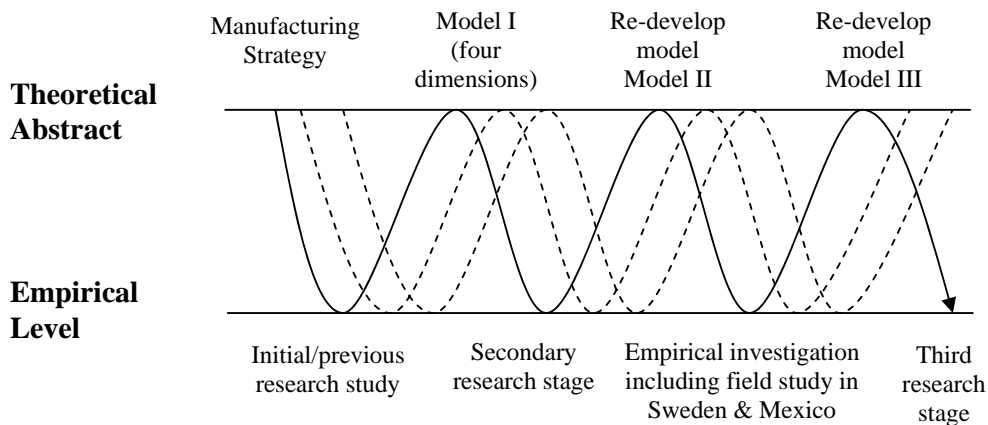 Manufacturing
Strategy
Model I
(four
dimensions)
Re-develop
model
Model II
Re-develop
model
Model III
Theoretical
Abstract
Empirical
Level
Initial/previous
research study
Secondary
research stage
Empirical investigation
including field study in
Sweden & Mexico
Third
research
stage